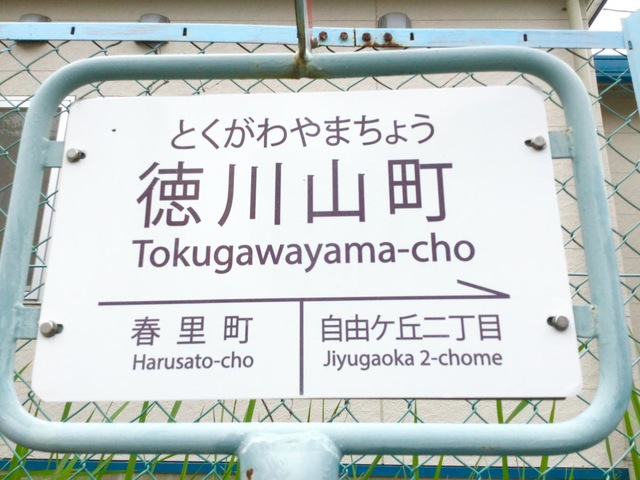 とくがわやまちょう
徳川山町
Tokugawayama-cho
春里町 自由ケ丘二丁目
Harusato-cho Jiyugaoka 2-chome